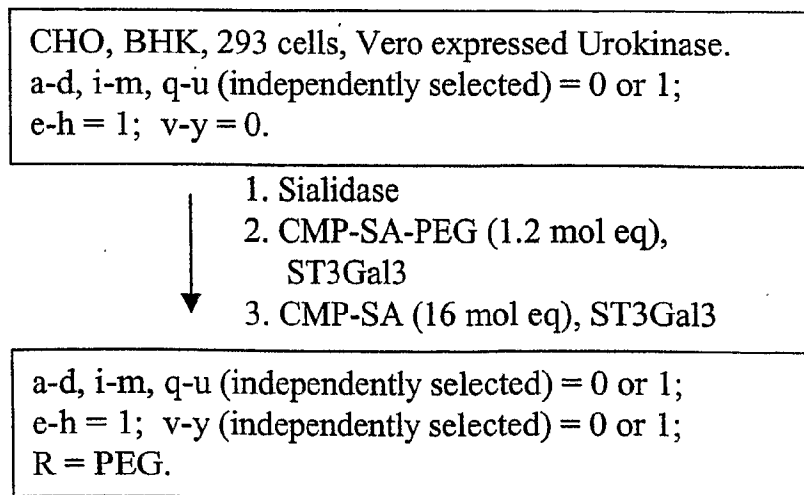 CHO, BHK, 293 cells, Vero expressed Urokinase.
a-d, i-m, q-u (independently selected) = 0 or 1;
e-h = 1; v-y = 0.
1. Sialidase
2. CMP-SA-PEG (1.2 mol eq),
ST3Gal3
3. CMP-SA (16 mol eq), ST3Gal3
a-d, i-m, q-u (independently selected) = 0 or 1;
e-h = 1; v-y (independently selected) = 0 or 1;
R = PEG.